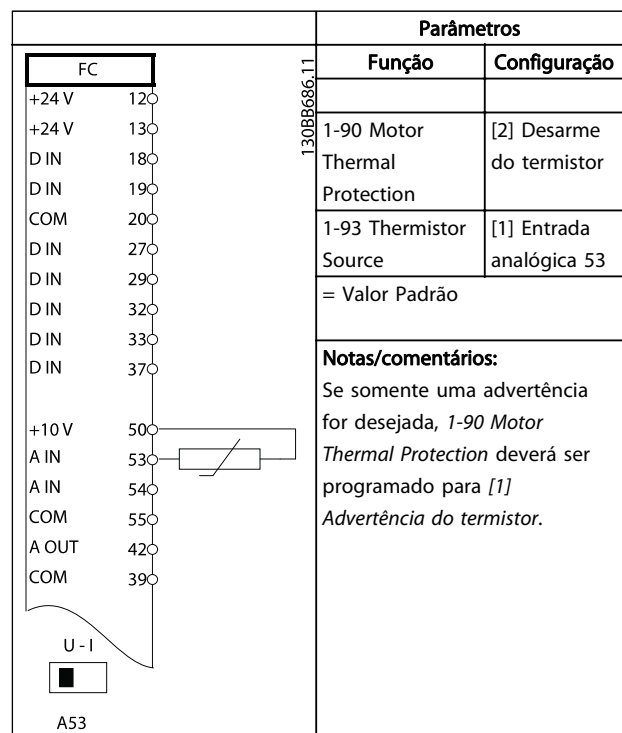 Parâmetros
Função Configuração
1-90 Motor Thermal Protection [2] Desarme do termistor
1-93 Thermistor Source [1] Entrada analógica 53
= Valor Padrão
Notas/comentários:
Se somente uma advertência
for desejada, 1-90 Motor
Thermal Protection deverá ser
programado para [1]
Advertência do termistor.
FC
+24 V 12
+24 V 13
D IN 18
D IN 19
COM 20
D IN 27
D IN 29
D IN 32
D IN 33
D IN 37
+10 V 50
A IN 53
A IN 54
COM 55
A OUT 42
COM 39
U - I
A53
130BB686.11